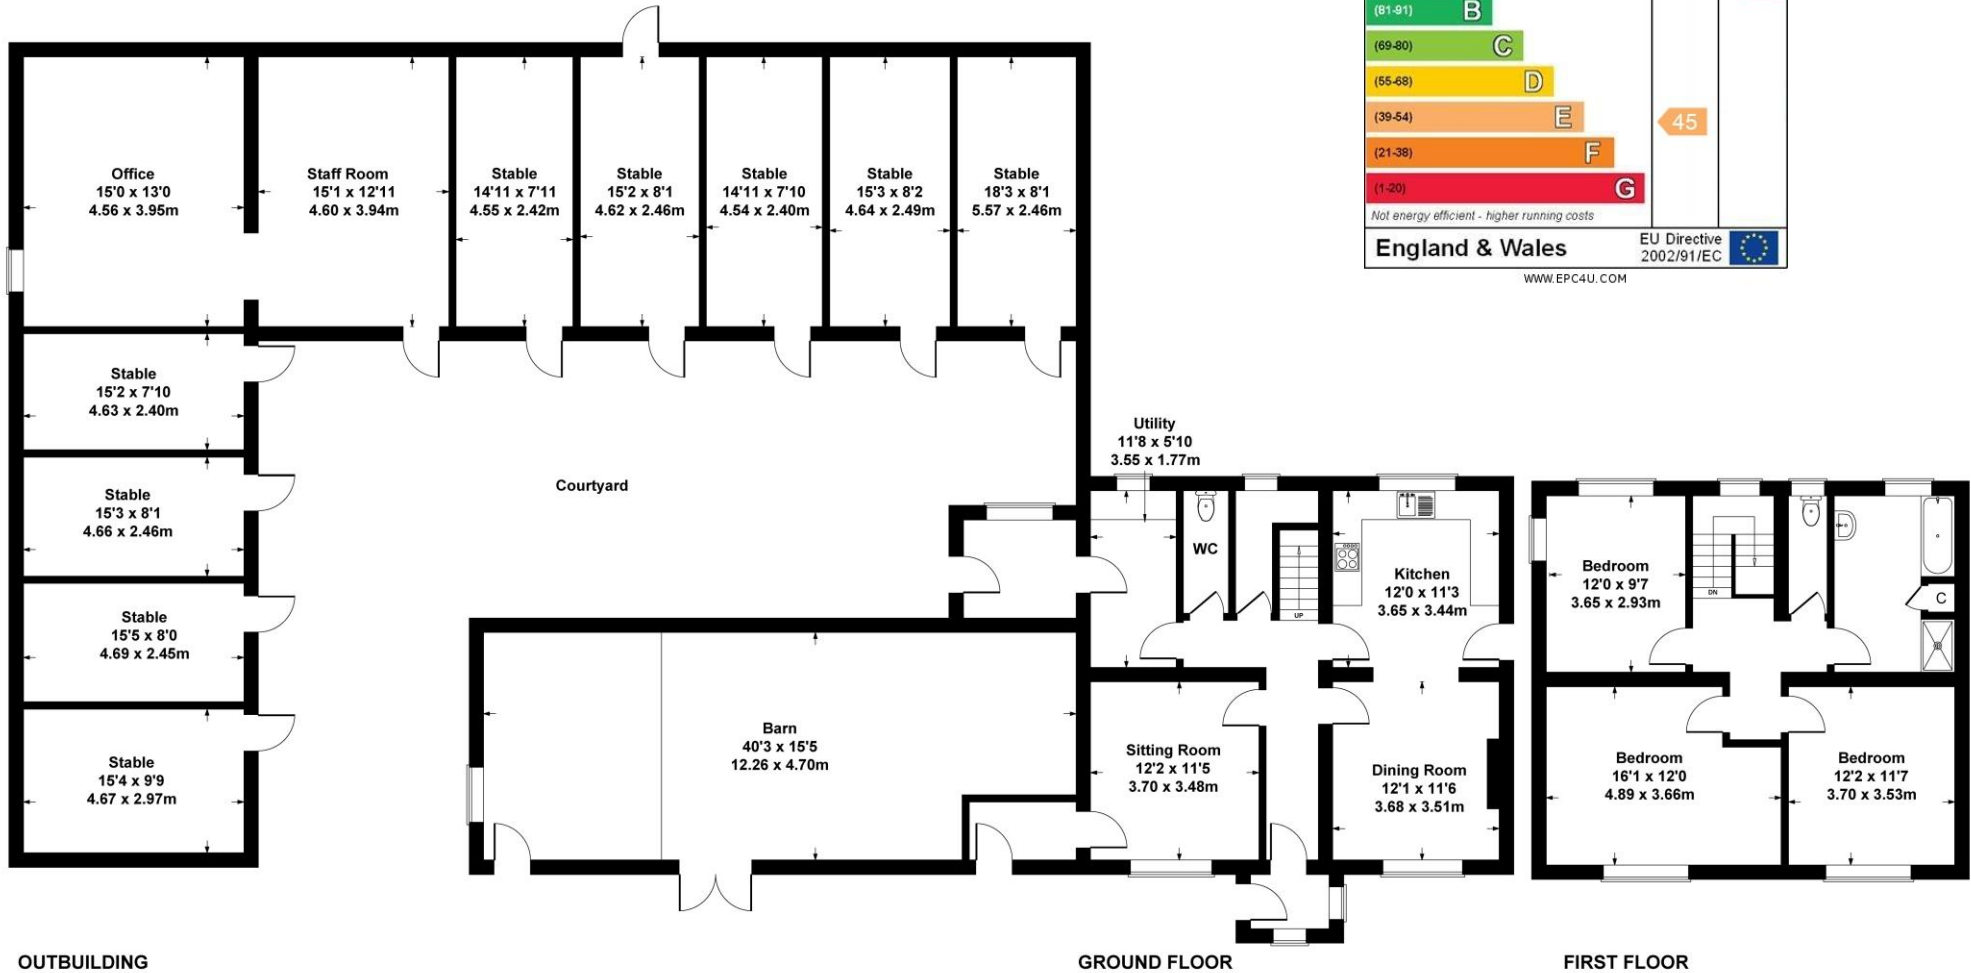 (81-91) B
(69-80) C
(55-68) D
(39-54) E
45
(21-38) F
(1-20) G
Not energy efficient - higher running costs
England & Wales
EU Directive
2002/91/EC
WWW.EPC4U.COM
Office
15'0 x 13'0
4.56 x 3.95m
Staff Room
15'1 x 12'11
4.60 x 3.94m
Stable
14'11 x 7'11
4.55 x 2.42m
Stable
15'2 x 8'1
4.62 x 2.46m
Stable
14'11 x 7'10
4.54 x 2.40m
Stable
15'3 x 8'2
4.64 x 2.49m
Stable
18'3 x 8'1
5.57 x 2.46m
Stable
15'2 x 7'10
4.63 x 2.40m
Stable
15'3 x 8'1
4.66 x 2.46m
Stable
15'5 x 8'0
4.69 x 2.45m
Stable
15'4 x 9'9
4.67 x 2.97m
Courtyard
Barn
40'3 x 15'5
12.26 x 4.70m
Utility
11'8 x 5'10
3.55 x 1.77m
WC
UP
Kitchen
12'0 x 11'3
3.65 x 3.44m
Sitting Room
12'2 x 11'5
3.70 x 3.48m
Dining Room
12'1 x 11'6
3.68 x 3.51m
Bedroom
12'0 x 9'7
3.65 x 2.93m
DN
C
Bedroom
16'1 x 12'0
4.89 x 3.66m
Bedroom
12'2 x 11'7
3.70 x 3.53m
OUTBUILDING
GROUND FLOOR
FIRST FLOOR